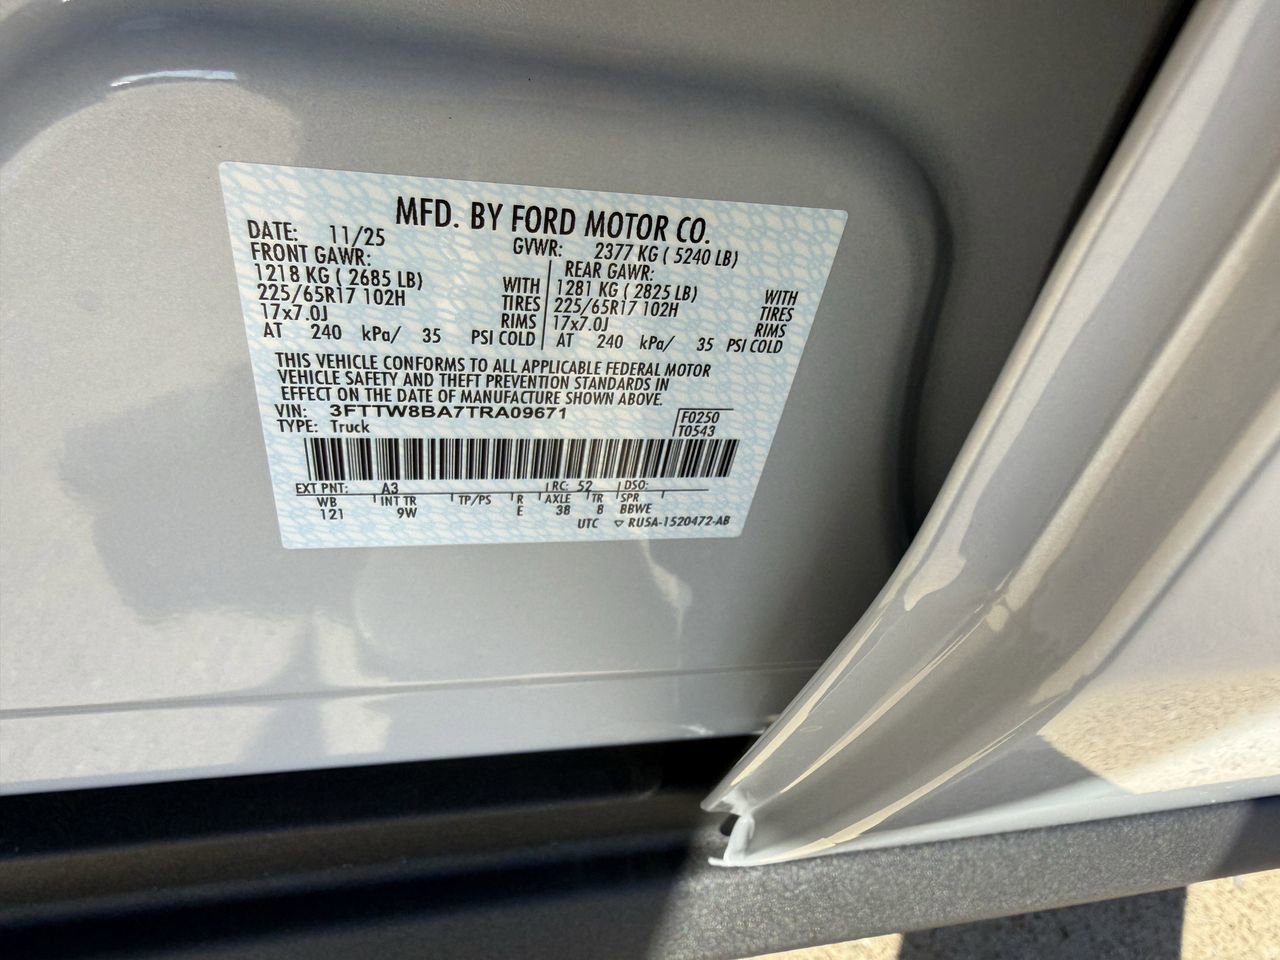 MFD. BY FORD MOTOR CO.
DATE: 11/25 GVWR: 2377 KG ( 5240 LB)
FRONT GAWR: REAR GAWR:
1218 KG ( 2685 LB) WITH 1281 KG ( 2825 LB) WITH
225/65R17 102H TIRES 225/65R17 102H TIRES
17x7.0J RIMS 17x7.0J RIMS
AT 240 kPa/ 35 PSI COLD AT 240 kPa/ 35 PSI COLD
THIS VEHICLE CONFORMS TO ALL APPLICABLE FEDERAL MOTOR
VEHICLE SAFETY AND THEFT PREVENTION STANDARDS IN
EFFECT ON THE DATE OF MANUFACTURE SHOWN ABOVE.
VIN: 3FTTW8BA7TRA09671 F0250
TYPE: Truck T0543
EXT PNT: A3 RC: 52 DSO:
WB INT TR TP/PS R AXLE TR SPR
121 9W E 38 8 BBWE
UTC ▽ RU5A-1520472-AB